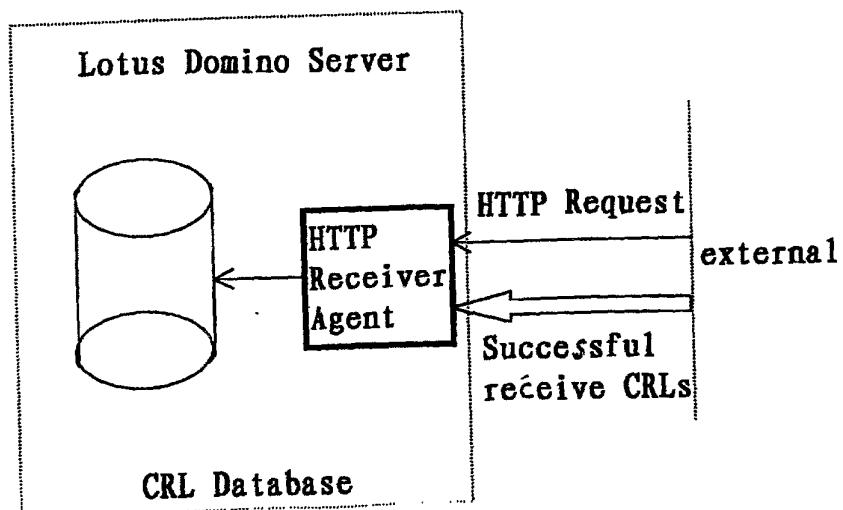 Lotus Domino Server
HTTP Request
HTTP
Receiver
Agent
external
Successful
receive CRLs
CRL Database